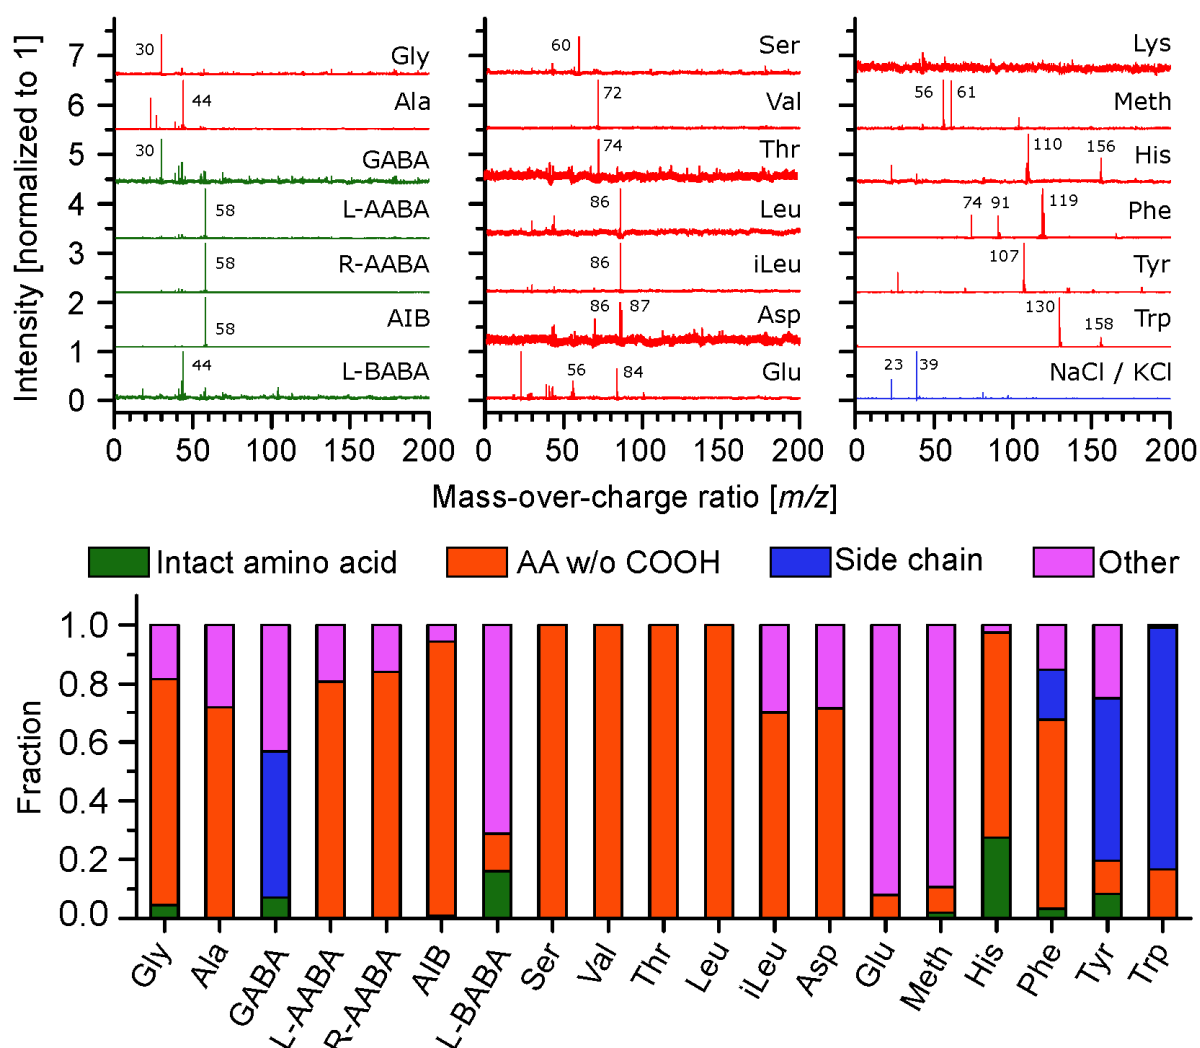 Intensity [normalized to 1]
7
6
5
4
3
2
1
0
30
Gly
44
Ala
30
GABA
58
L-AABA
58
R-AABA
58
AIB
44
L-BABA
0 50 100 150 200
60
Ser
72
Val
74
Thr
86
Leu
86
iLeu
86 87
Asp
56 84
Glu
0 50 100 150 200
Lys
56 61
Meth
110 156
His
74 91 119
Phe
107
Tyr
130 158
Trp
23 39
NaCl / KCl
0 50 100 150 200
Mass-over-charge ratio [m/z]
Intact amino acid AA w/o COOH Side chain Other
Fraction
1.0
0.8
0.6
0.4
0.2
0.0
Gly Ala GABA L-AABA R-AABA AIB L-BABA Ser Val Thr Leu iLeu Asp Glu Meth His Phe Tyr Trp